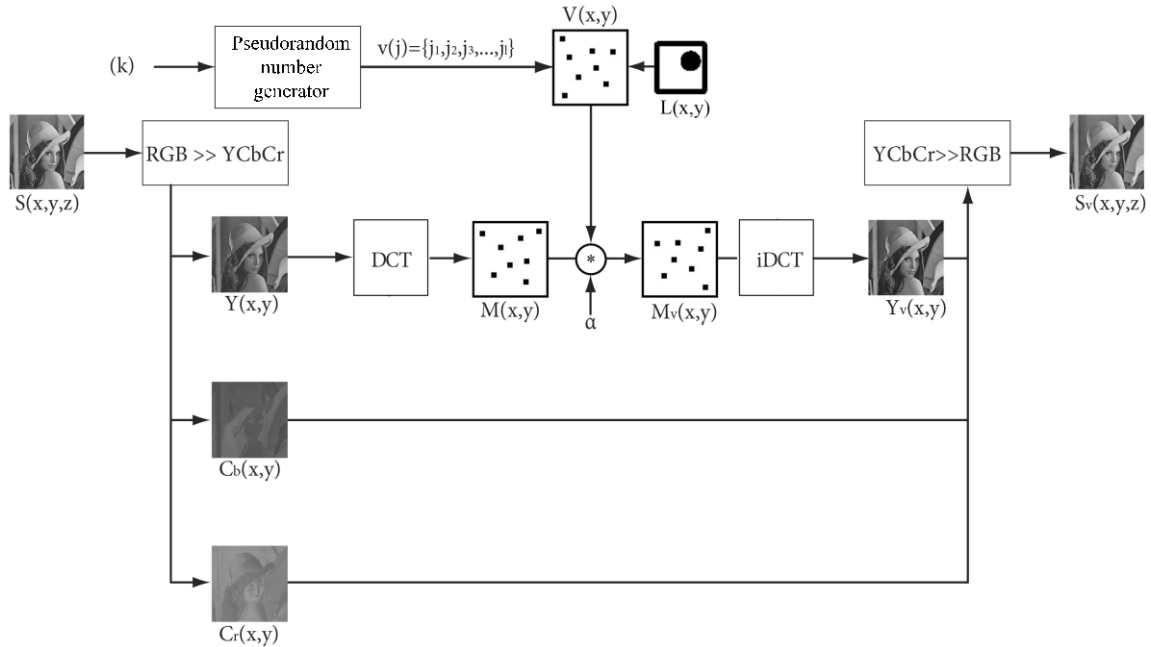 V(x,y)
(k)
Pseudorandom
number
generator
v(j)={j1,j2,j3,...,jl}
L(x,y)
RGB >> YCbCr
YCbCr>>RGB
S(x,y,z)
Sv(x,y,z)
DCT
*
iDCT
Y(x,y)
M(x,y)
α
Mv(x,y)
Yv(x,y)
Cb(x,y)
Cr(x,y)